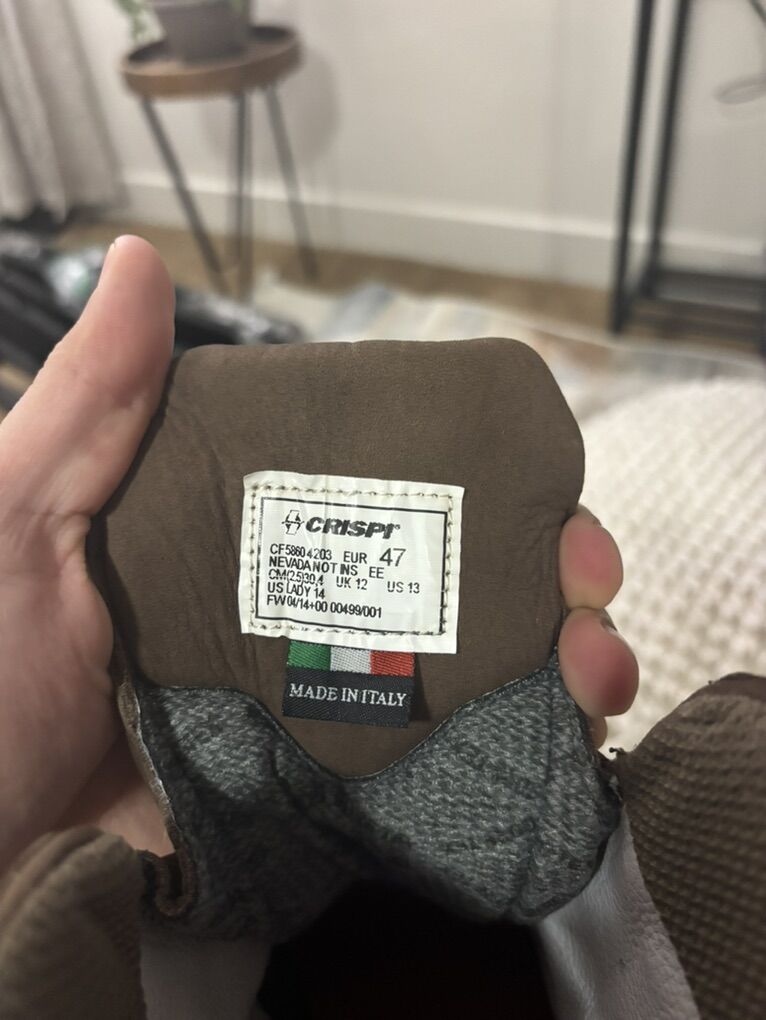 CRISPI®
CF5860 4203 EUR 47
NEVADA NOT INS EE
CM(2.5)30,4 UK 12 US 13
US LADY 14
FW 04/14+00 00499/001
MADE IN ITALY